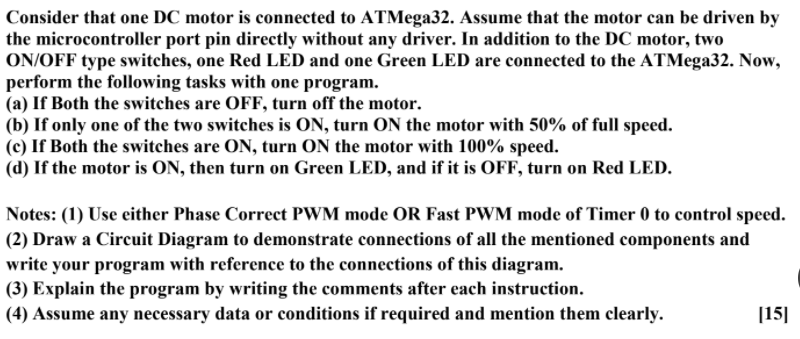 Consider that one DC motor is connected to ATMega32. Assume that the motor can be driven by
the microcontroller port pin directly without any driver. In addition to the DC motor, two
ON/OFF type switches, one Red LED and one Green LED are connected to the ATMega32. Now,
perform the following tasks with one program.
(a) If Both the switches are OFF, turn off the motor.
(b) If only one of the two switches is ON, turn ON the motor with 50% of full speed.
(c) If Both the switches are ON, turn ON the motor with 100% speed.
(d) If the motor is ON, then turn on Green LED, and if it is OFF, turn on Red LED.
Notes: (1) Use either Phase Correct PWM mode OR Fast PWM mode of Timer 0 to control speed.
(2) Draw a Circuit Diagram to demonstrate connections of all the mentioned components and
write your program with reference to the connections of this diagram.
(3) Explain the program by writing the comments after each instruction.
(4) Assume any necessary data or conditions if required and mention them clearly. [15]